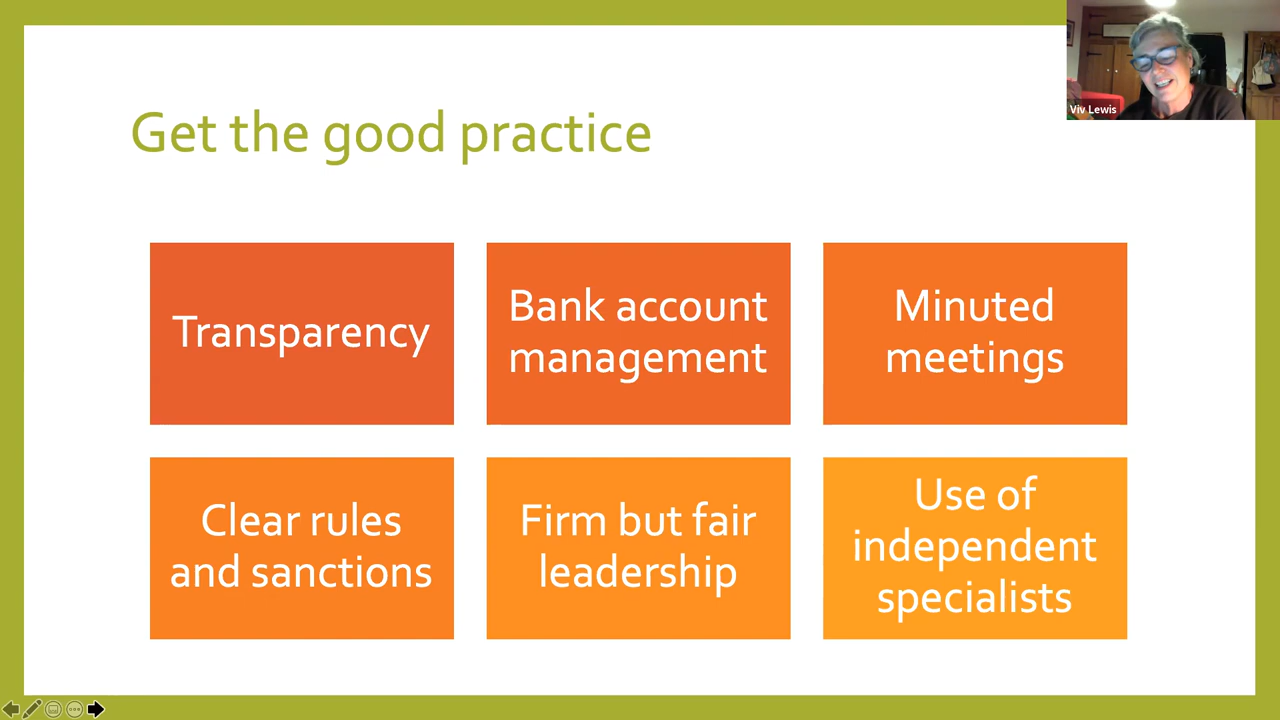 Viv Lewis
Get the good practice
Transparency
Bank account
management
Minuted
meetings
Clear rules
and sanctions
Firm but fair
leadership
Use of
independent
specialists